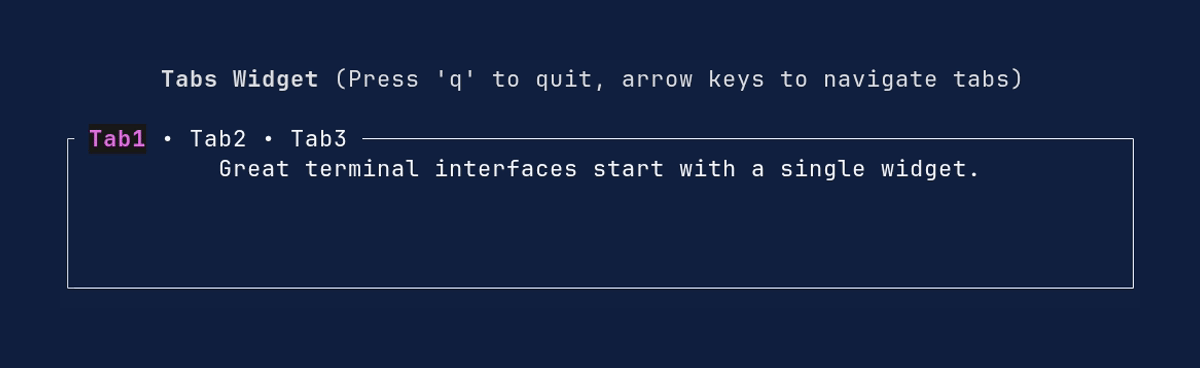 Tabs Widget (Press 'q' to quit, arrow keys to navigate tabs)
Tab1 • Tab2 • Tab3
Great terminal interfaces start with a single widget.